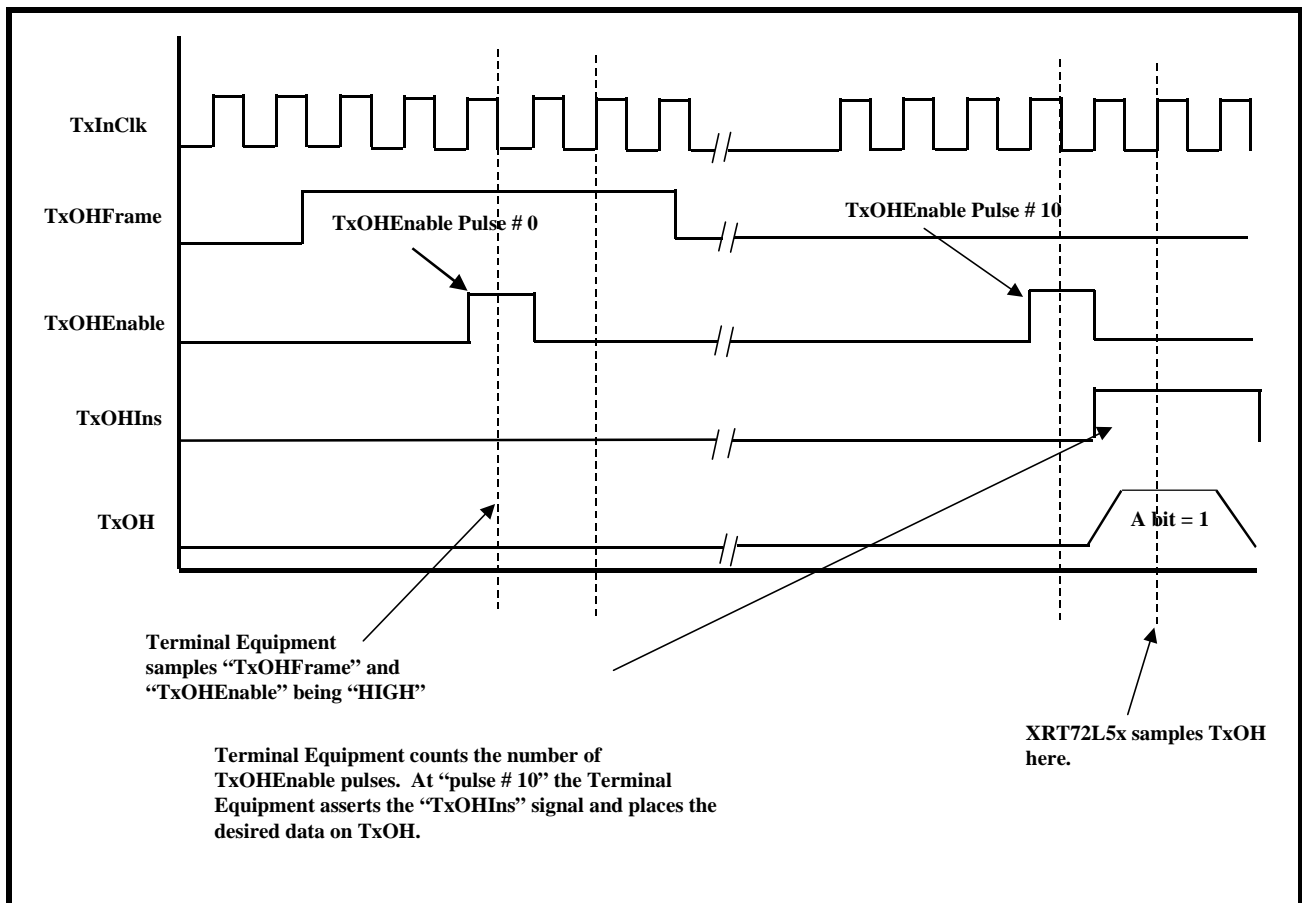 TxInClk
TxOHFrame
TxOHEnable Pulse # 0
TxOHEnable Pulse # 10
TxOHEnable
TxOHIns
TxOH
A bit = 1
Terminal Equipment
samples “TxOHFrame” and
“TxOHEnable” being “HIGH”
XRT72L5x samples TxOH
here.
Terminal Equipment counts the number of
TxOHEnable pulses. At “pulse # 10” the Terminal
Equipment asserts the “TxOHIns” signal and places the
desired data on TxOH.